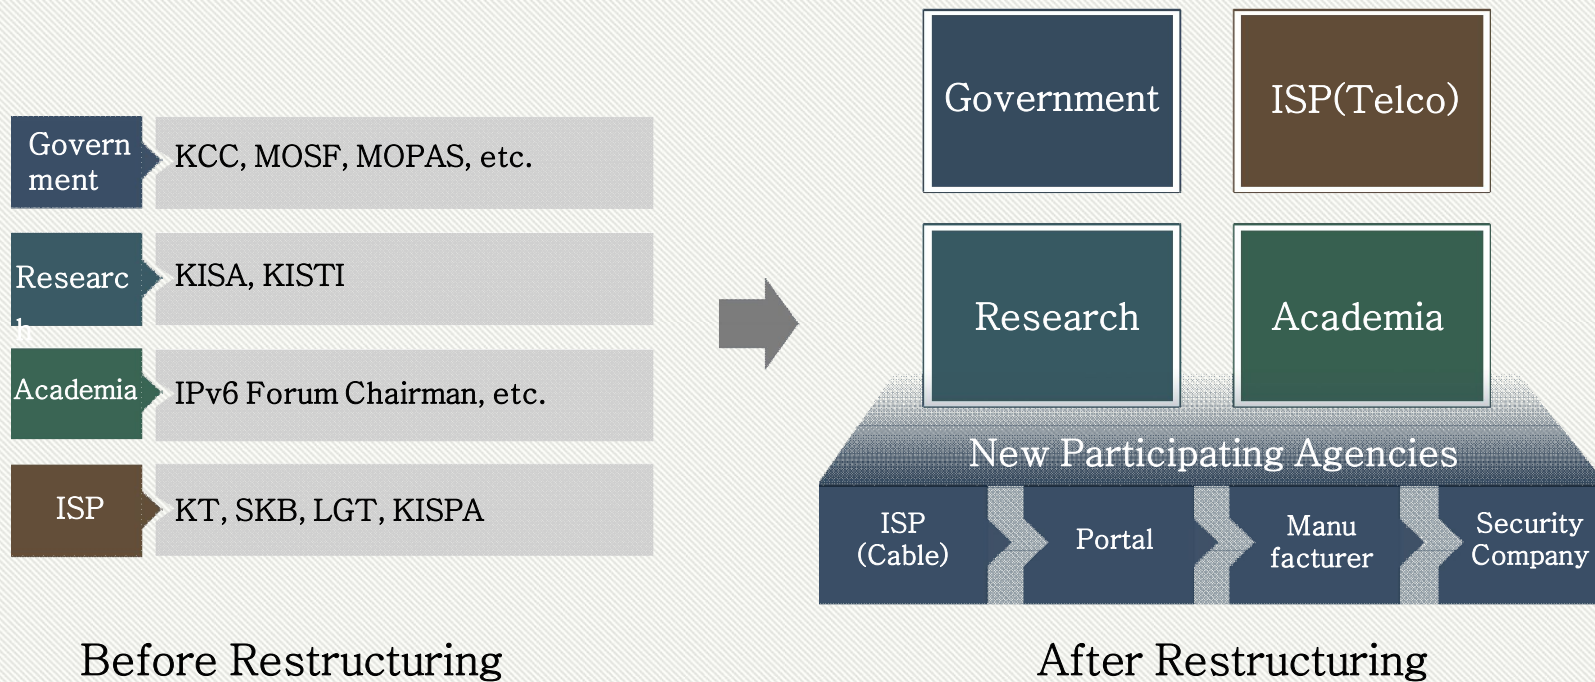 Govern
ment
KCC, MOSF, MOPAS, etc.
Researc
h
KISA, KISTI
Academia
IPv6 Forum Chairman, etc.
ISP
KT, SKB, LGT, KISPA
Before Restructuring
Government
ISP(Telco)
Research
Academia
New Participating Agencies
ISP
(Cable)
Portal
Manu
facturer
Security
Company
After Restructuring